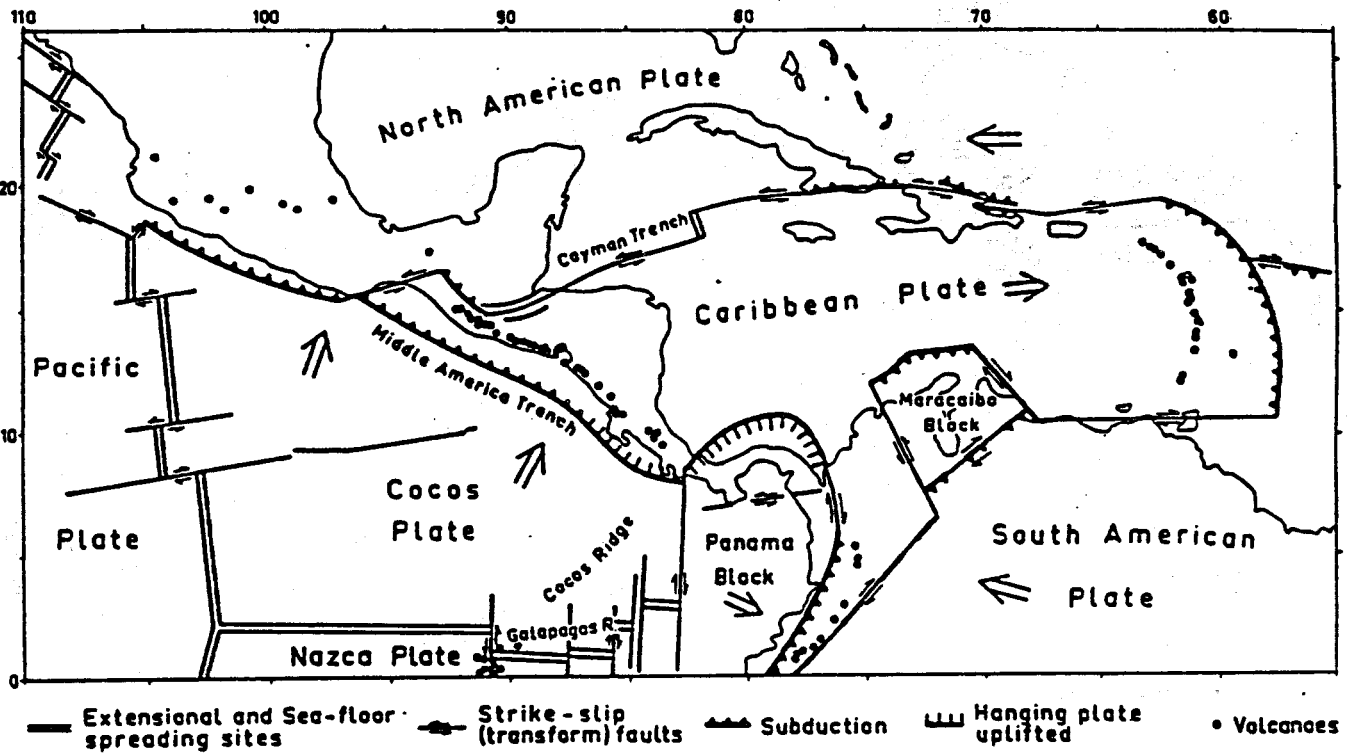 110 100 90 80 70 60
20
10
0
North American Plate
Cayman Trench
Caribbean Plate
Pacific
Plate
Middle America Trench
Maracaibo
Block
Cocos
Plate
Cocos Ridge
Panama
Block
South American
Plate
Galapagos R.
Nazca Plate
Extensional and Sea-floor
spreading sites
Strike-slip
(transform) faults
Subduction
Hanging plate
uplifted
Volcanoes